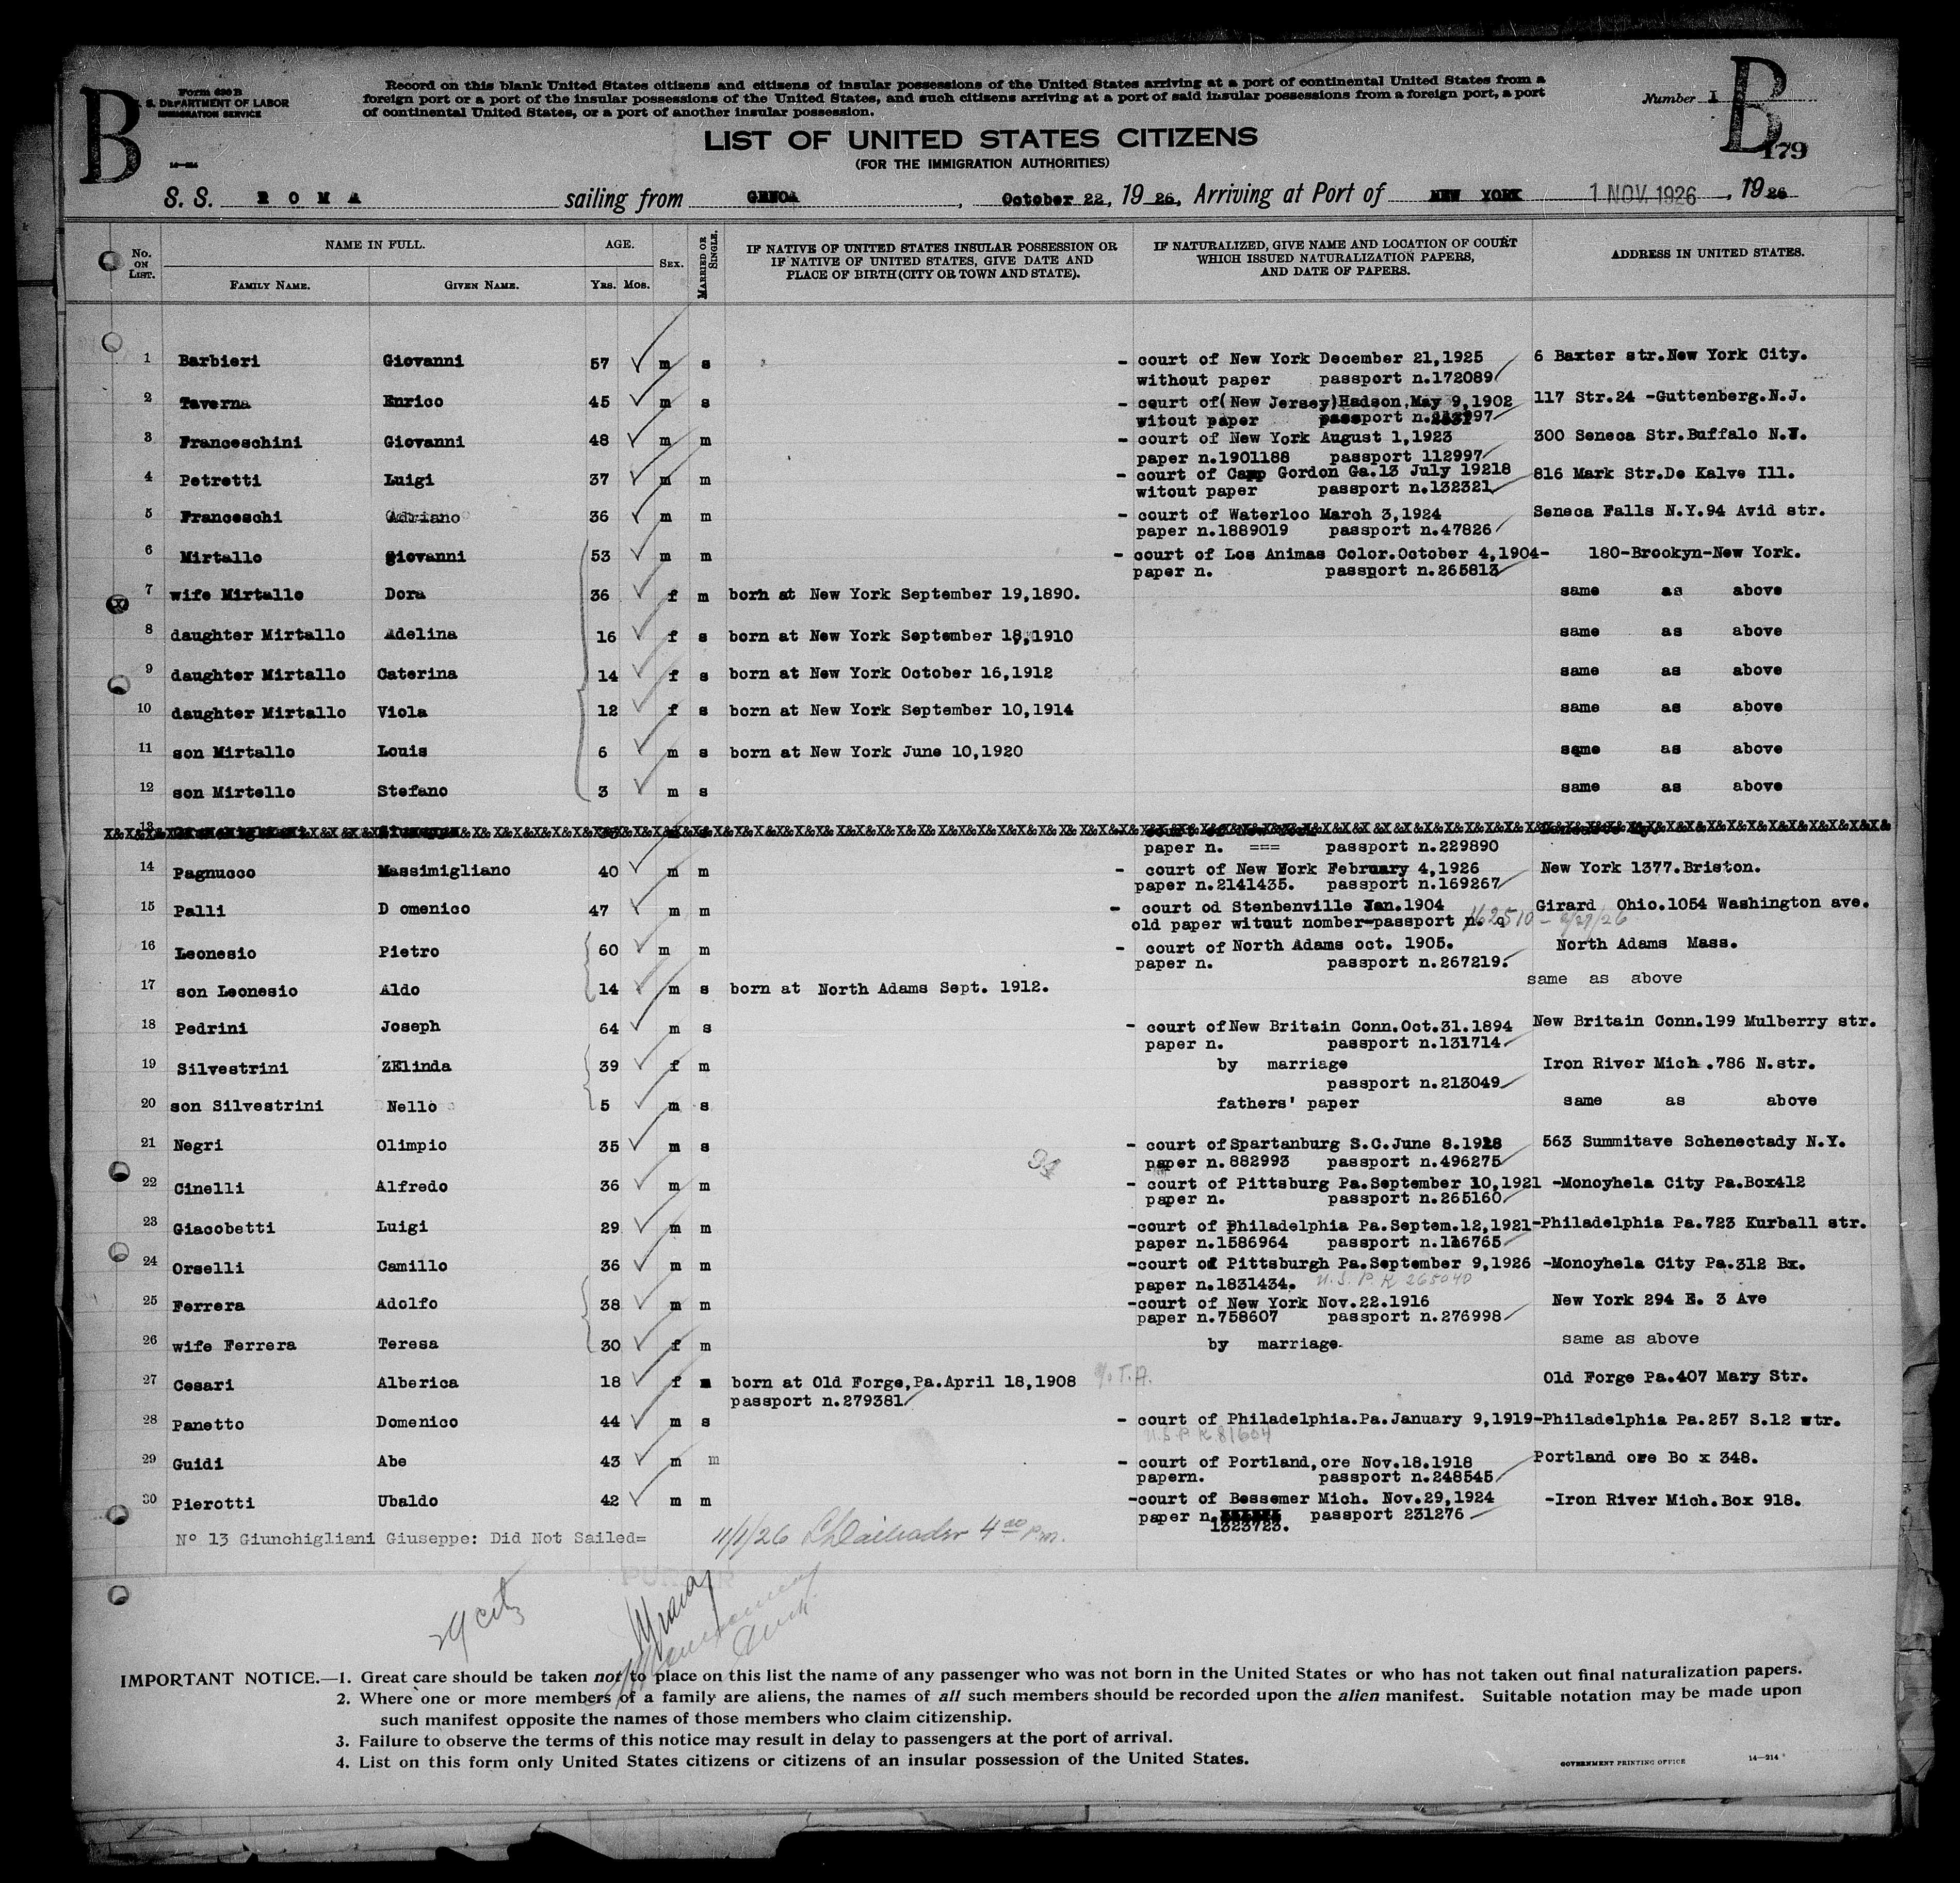 B
Form 630 B
U. S. DEPARTMENT OF LABOR
IMMIGRATION SERVICE
14—214
Record on this blank United States citizens and citizens of insular possessions of the United States arriving at a port of continental United States from a
foreign port or a port of the insular possessions of the United States, and such citizens arriving at a port of said insular possessions from a foreign port, a port
of continental United States, or a port of another insular possession.
Number I
B
179
LIST OF UNITED STATES CITIZENS
(FOR THE IMMIGRATION AUTHORITIES)
S. S. R O M A sailing from GENOA , October 22, 19 26, Arriving at Port of NEW YORK 1 NOV. 1926 , 19 26
No. ON LIST. NAME IN FULL. AGE. SEX. MARRIED OR SINGLE. IF NATIVE OF UNITED STATES INSULAR POSSESSION OR IF NATIVE OF UNITED STATES, GIVE DATE AND PLACE OF BIRTH (CITY OR TOWN AND STATE). IF NATURALIZED, GIVE NAME AND LOCATION OF COURT WHICH ISSUED NATURALIZATION PAPERS, AND DATE OF PAPERS. ADDRESS IN UNITED STATES.
FAMILY NAME. GIVEN NAME. YRS. MOS.
1 Barbieri Giovanni 57 m s - court of New York December 21,1925 6 Baxter str.New York City.
without paper passport n.172089
2 Taverna Enrico 45 m s - court of(New Jersey)Hadson,May 9,1902 117 Str.24 -Guttenberg.N.J.
witout paper passport
3 Franceschini Giovanni 48 m m - court of New York August 1,1923 300 Seneca Str.Buffalo N.Y.
paper n.1901188 passport 112997
4 Petretti Luigi 37 m m - court of Camp Gordon Ga.13 July 19218 816 Mark Str.De Kalve Ill.
witout paper passport n.132321
5 Franceschi Adriano 36 m m - court of Waterloo March 3,1924 Seneca Falls N.Y.94 Avid str.
paper n.1889019 passport n.47826
6 Mirtallo Giovanni 53 m m - court of Los Animas Color.October 4,1904- 180-Brookyn-New York.
paper n. passport n.265813
7 wife Mirtallo Dora 36 f m born at New York September 19,1890. same as above
8 daughter Mirtallo Adelina 16 f s born at New York September 18,1910 same as above
9 daughter Mirtallo Caterina 14 f s born at New York October 16,1912 same as above
10 daughter Mirtallo Viola 12 f s born at New York September 10,1914 same as above
11 son Mirtallo Louis 6 m s born at New York June 10,1920 same as above
12 son Mirtello Stefano 3 m s same as above
13 court of New York
paper n. === passport n.229890
14 Pagnucco Massimigliano 40 m m - court of New York February 4,1926 New York 1377.Briston.
paper n.2141435. passport n.169267
15 Palli D omenico 47 m m - court od Stenbenville Jan.1904 Girard Ohio.1054 Washington ave.
old paper witout nomber-passport n. 162510 - 9/29/26
16 Leonesio Pietro 60 m m - court of North Adams oct. 1905. North Adams Mass.
paper n. passport n.267219.
17 son Leonesio Aldo 14 m s born at North Adams Sept. 1912. same as above
18 Pedrini Joseph 64 m s - court of New Britain Conn.Oct.31.1894 New Britain Conn.199 Mulberry str.
paper n. passport n.131714
19 Silvestrini ZElinda 39 f m by marriage Iron River Mich.786 N.str.
passport n.213049
20 son Silvestrini Nello 5 m s fathers' paper same as above
21 Negri Olimpio 35 m s - court of Spartanburg S.C.June 8.1918 563 Summitave Schenectady N.Y.
paper n.882993 passport n.496275
34
22 Cinelli Alfredo 36 m m - court of Pittsburg Pa.September 10,1921 -Monoyhela City Pa.Box412
paper n. passport n.265160
23 Giacobetti Luigi 29 m m -court of Philadelphia Pa.Septem.12,1921-Philadelphia Pa.723 Kurball str.
paper n.1586964 passport n.116765
24 Orselli Camillo 36 m m -court of Pittsburgh Pa.September 9,1926 -Monoyhela City Pa.312 Bx.
paper n.1831434. U.S.P.K 265040
25 Ferrera Adolfo 38 m m -court of New York Nov.22.1916 New York 294 E. 3 Ave
paper n.758607 passport n.276998
26 wife Ferrera Teresa 30 f m by marriage. same as above
27 Cesari Alberica 18 f born at Old Forge,Pa.April 18,1908 Old Forge Pa.407 Mary Str.
passport n.279381
28 Panetto Domenico 44 m s - court of Philadelphia.Pa.January 9,1919-Philadelphia Pa.257 S.12 str.
U.S.P.K 81604
29 Guidi Abe 43 m m - court of Portland,ore Nov.18.1918 Portland ore Bo x 348.
papern. passport n.248545
30 Pierotti Ubaldo 42 m m -court of Bessemer Mich. Nov.29,1924 -Iron River Mich.Box 918.
paper n. passport 231276
1323723.
N° 13 Giunchigliani Giuseppe: Did Not Sailed= 11/1/26 4 00 P.m.
29 citz
IMPORTANT NOTICE.—1. Great care should be taken not to place on this list the name of any passenger who was not born in the United States or who has not taken out final naturalization papers.
2. Where one or more members of a family are aliens, the names of all such members should be recorded upon the alien manifest. Suitable notation may be made upon
such manifest opposite the names of those members who claim citizenship.
3. Failure to observe the terms of this notice may result in delay to passengers at the port of arrival.
4. List on this form only United States citizens or citizens of an insular possession of the United States.
GOVERNMENT PRINTING OFFICE 14—214